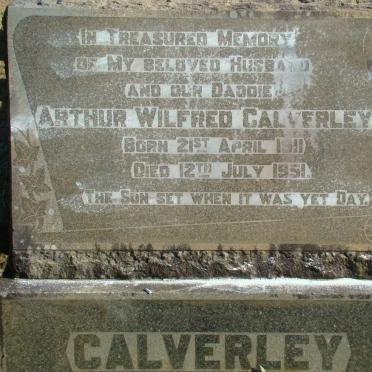 IN TREASURED MEMORY
OF MY BELOVED HUSBAND
AND OUR DADDIE
ARTHUR WILFRED CALVERLEY
BORN 21ST APRIL 1911
DIED 12TH JULY 1951.
THE SUN SET WHEN IT WAS YET DAY.
CALVERLEY